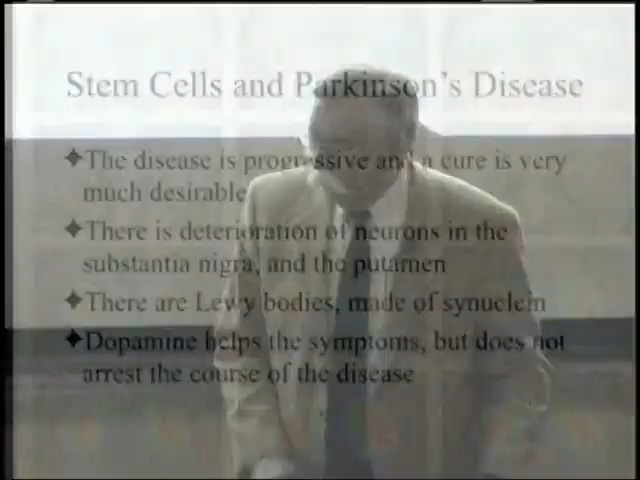 Stem Cells and Parkinson's Disease
✦The disease is progressive and a cure is very
much desirable
✦There is deterioration of neurons in the
substantia nigra, and the putamen
✦There are Lewy bodies, made of synuclein
✦Dopamine helps the symptoms, but does not
arrest the course of the disease